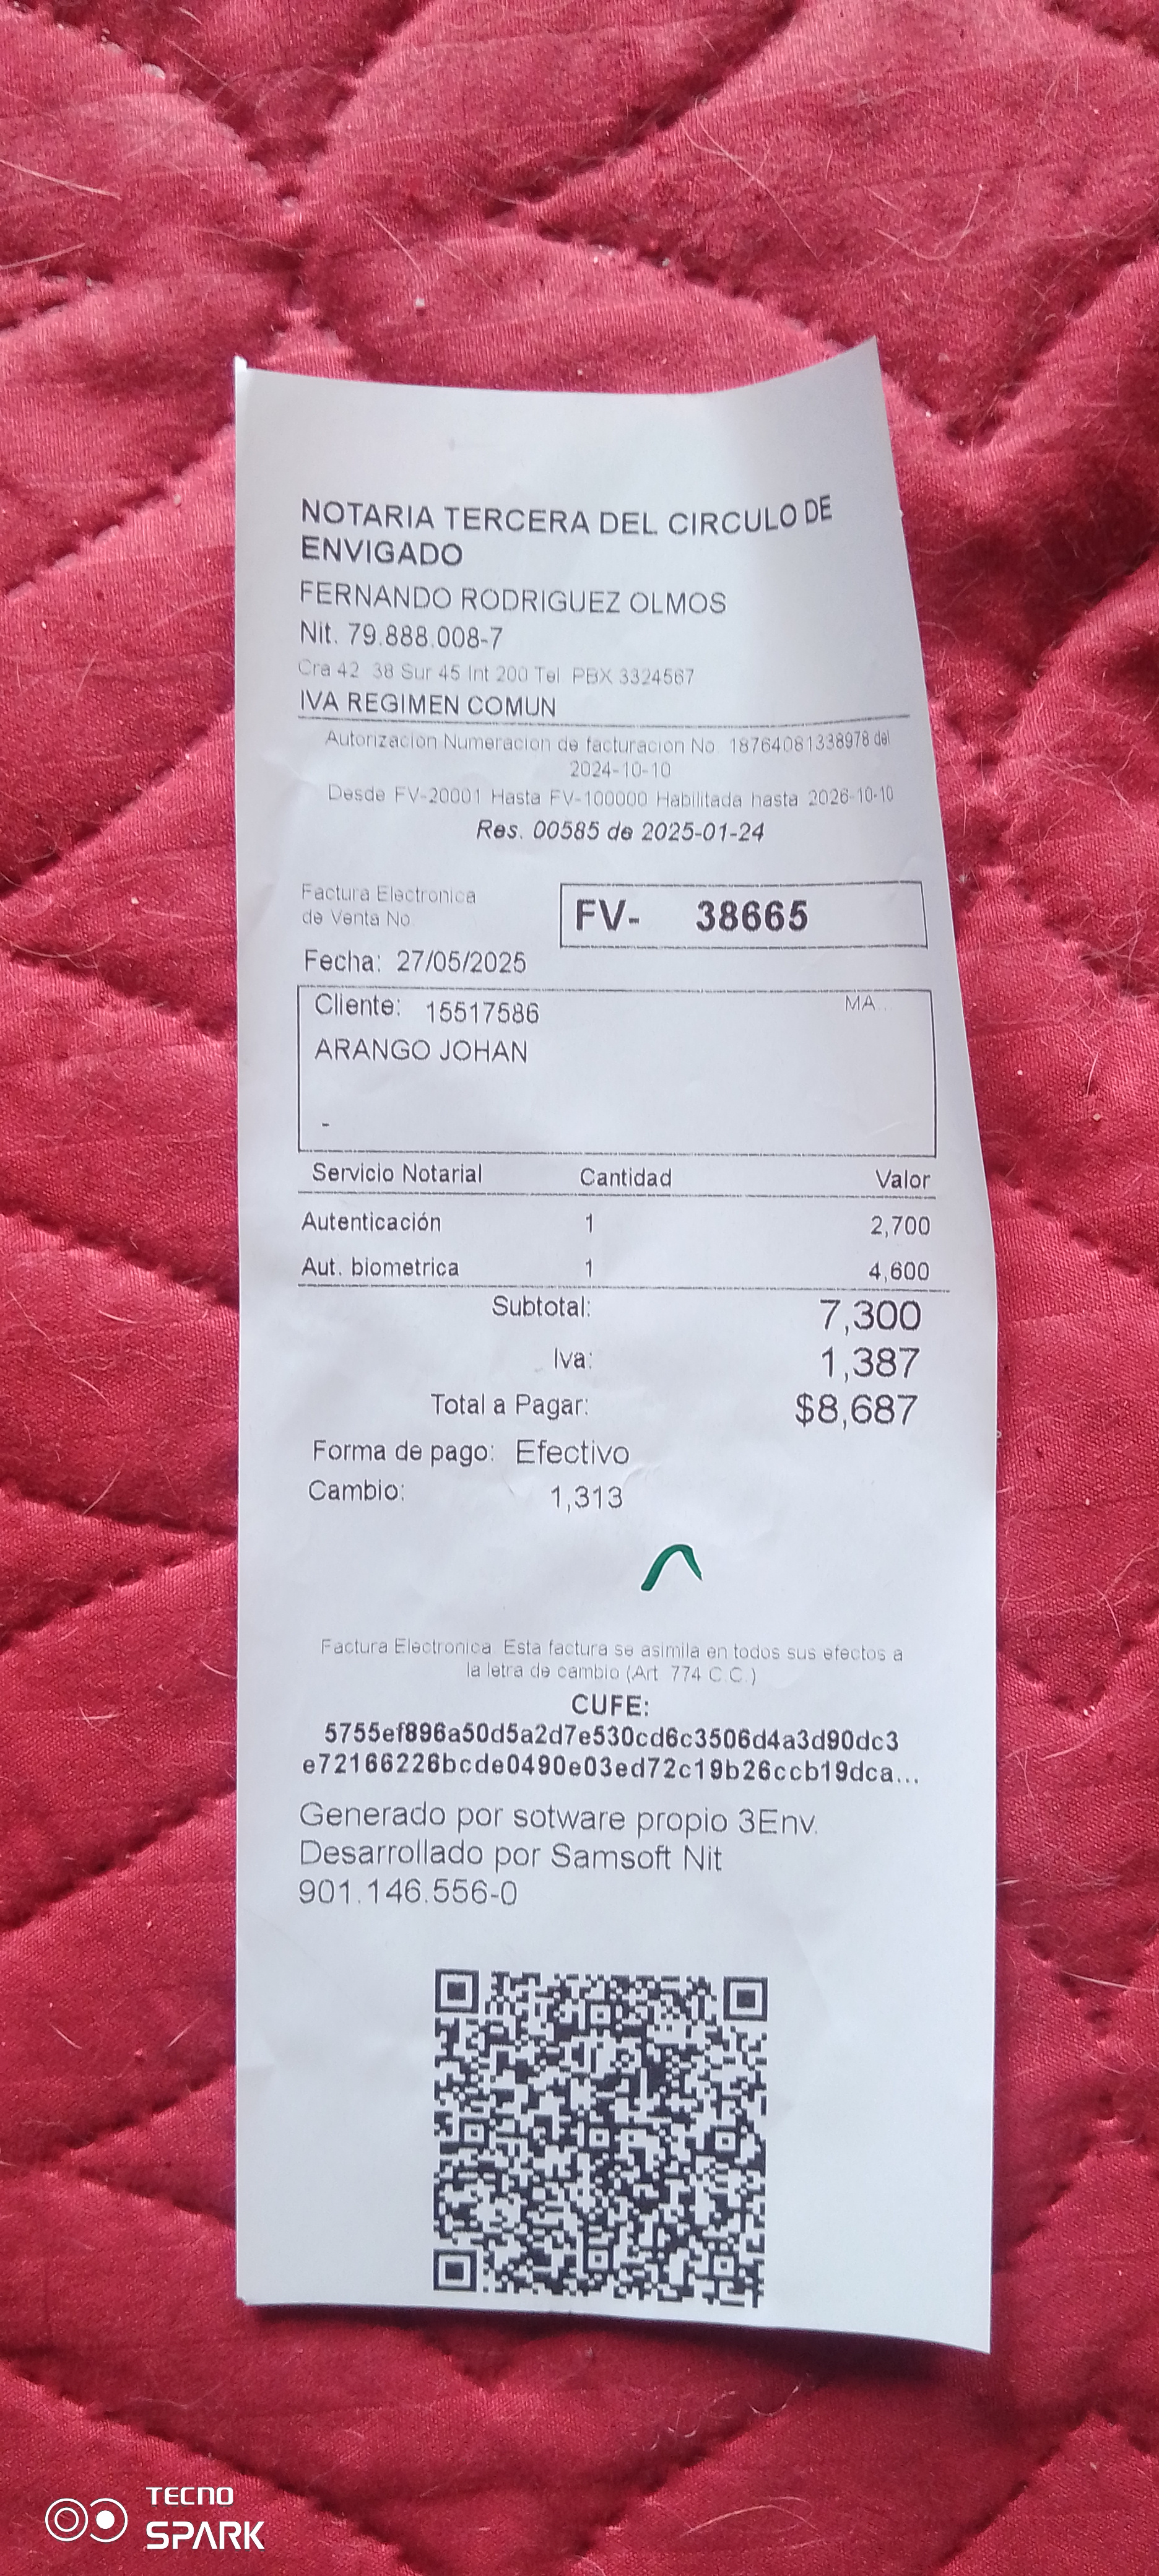 NOTARIA TERCERA DEL CIRCULO DE
ENVIGADO
FERNANDO RODRIGUEZ OLMOS
Nit. 79.888.008-7
Cra 42 38 Sur 45 Int 200 Tel PBX 3324567
IVA REGIMEN COMUN
Autorizacion Numeracion de facturacion No. 18764081338978 del
2024-10-10
Desde FV-20001 Hasta FV-100000 Habilitada hasta 2026-10-10
Res. 00585 de 2025-01-24
Factura Electronica
de Venta No.
FV- 38665
Fecha: 27/05/2025
Cliente: 15517586 MA...
ARANGO JOHAN
-
Servicio Notarial Cantidad Valor
Autenticación 1 2,700
Aut. biometrica 1 4,600
Subtotal: 7,300
Iva: 1,387
Total a Pagar: $8,687
Forma de pago: Efectivo
Cambio: 1,313
Factura Electronica. Esta factura se asimila en todos sus efectos a
la letra de cambio (Art. 774 C.C.)
CUFE:
5755ef896a50d5a2d7e530cd6c3506d4a3d90dc3
e72166226bcde0490e03ed72c19b26ccb19dca...
Generado por sotware propio 3Env.
Desarrollado por Samsoft Nit
901.146.556-0
TECNO
SPARK